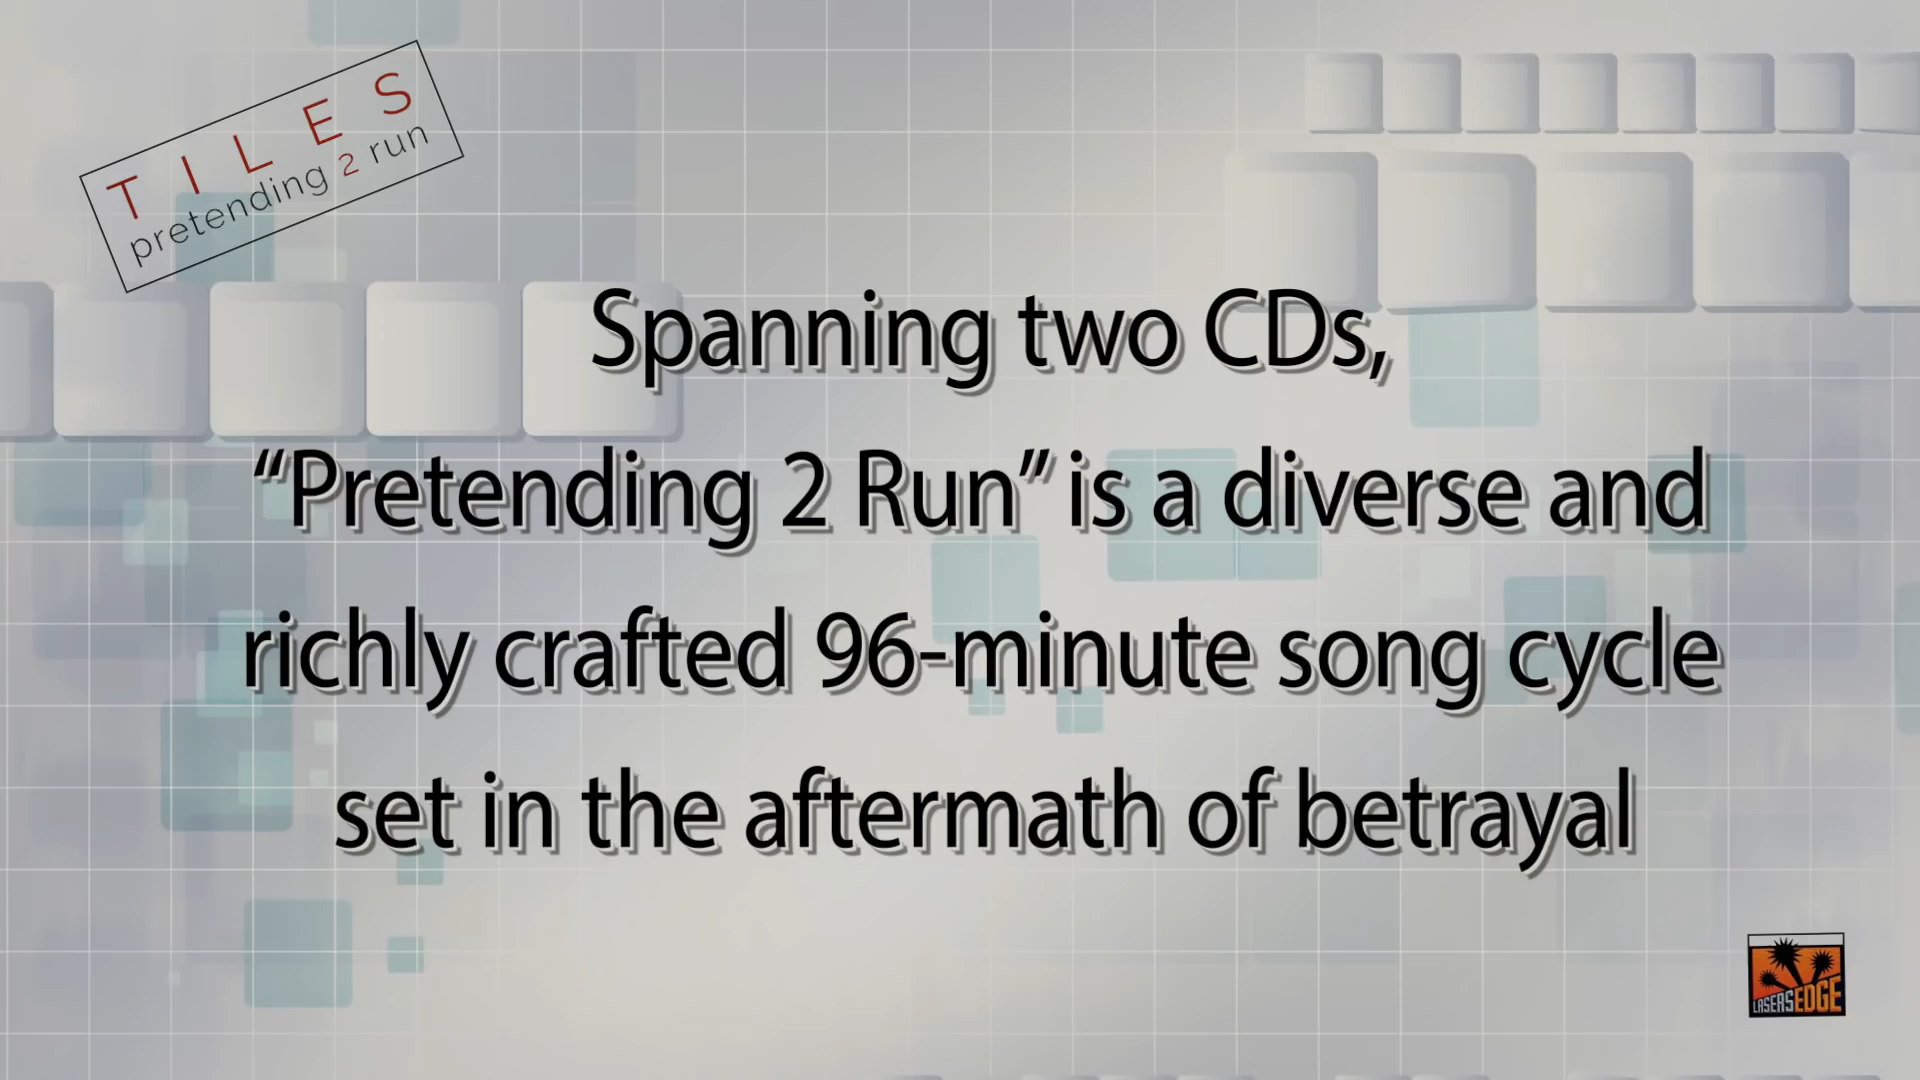 TILES
pretending 2 run
Spanning two CDs,
“Pretending 2 Run” is a diverse and
richly crafted 96-minute song cycle
set in the aftermath of betrayal
LASERSEDGE